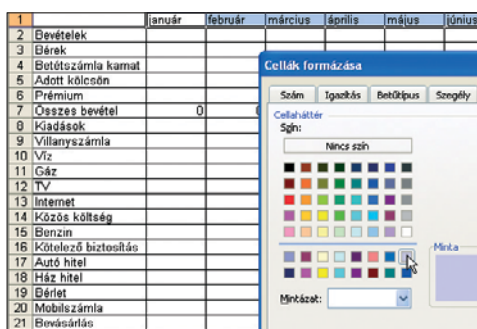 1 január február március április május június
2 Bevételek
3 Bérek
4 Betétszámla kamat
5 Adott kölcsön
6 Prémium
7 Összes bevétel 0 0
8 Kiadások
9 Villanyszámla
10 Víz
11 Gáz
12 TV
13 Internet
14 Közös költség
15 Benzin
16 Kötelező biztosítás
17 Autó hitel
18 Ház hitel
19 Bérlet
20 Mobilszámla
21 Bevásárlás
Cellák formázása
Szám Igazítás Betűtípus Szegély
Cellaháttér
Szín:
Nincs szín
Minta
Mintázat: